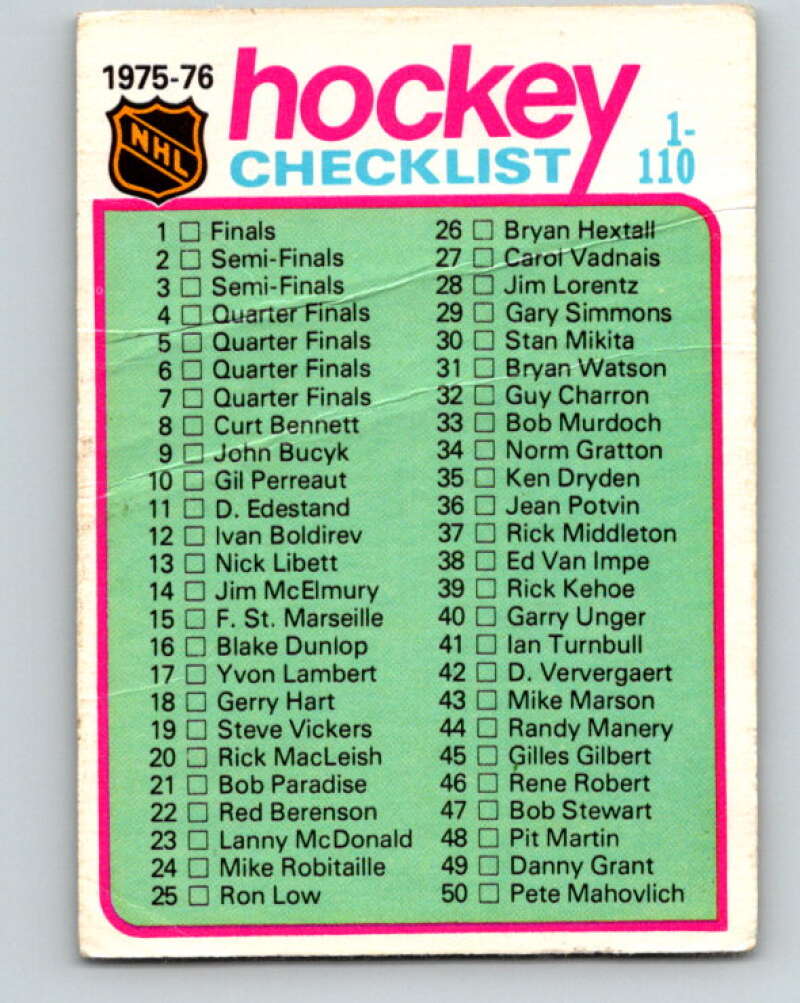 1975-76
NHL
hockey
CHECKLIST
1-
110
1 Finals
2 Semi-Finals
3 Semi-Finals
4 Quarter Finals
5 Quarter Finals
6 Quarter Finals
7 Quarter Finals
8 Curt Bennett
9 John Bucyk
10 Gil Perreaut
11 D. Edestand
12 Ivan Boldirev
13 Nick Libett
14 Jim McElmury
15 F. St. Marseille
16 Blake Dunlop
17 Yvon Lambert
18 Gerry Hart
19 Steve Vickers
20 Rick MacLeish
21 Bob Paradise
22 Red Berenson
23 Lanny McDonald
24 Mike Robitaille
25 Ron Low
26 Bryan Hextall
27 Carol Vadnais
28 Jim Lorentz
29 Gary Simmons
30 Stan Mikita
31 Bryan Watson
32 Guy Charron
33 Bob Murdoch
34 Norm Gratton
35 Ken Dryden
36 Jean Potvin
37 Rick Middleton
38 Ed Van Impe
39 Rick Kehoe
40 Garry Unger
41 Ian Turnbull
42 D. Ververgaert
43 Mike Marson
44 Randy Manery
45 Gilles Gilbert
46 Rene Robert
47 Bob Stewart
48 Pit Martin
49 Danny Grant
50 Pete Mahovlich